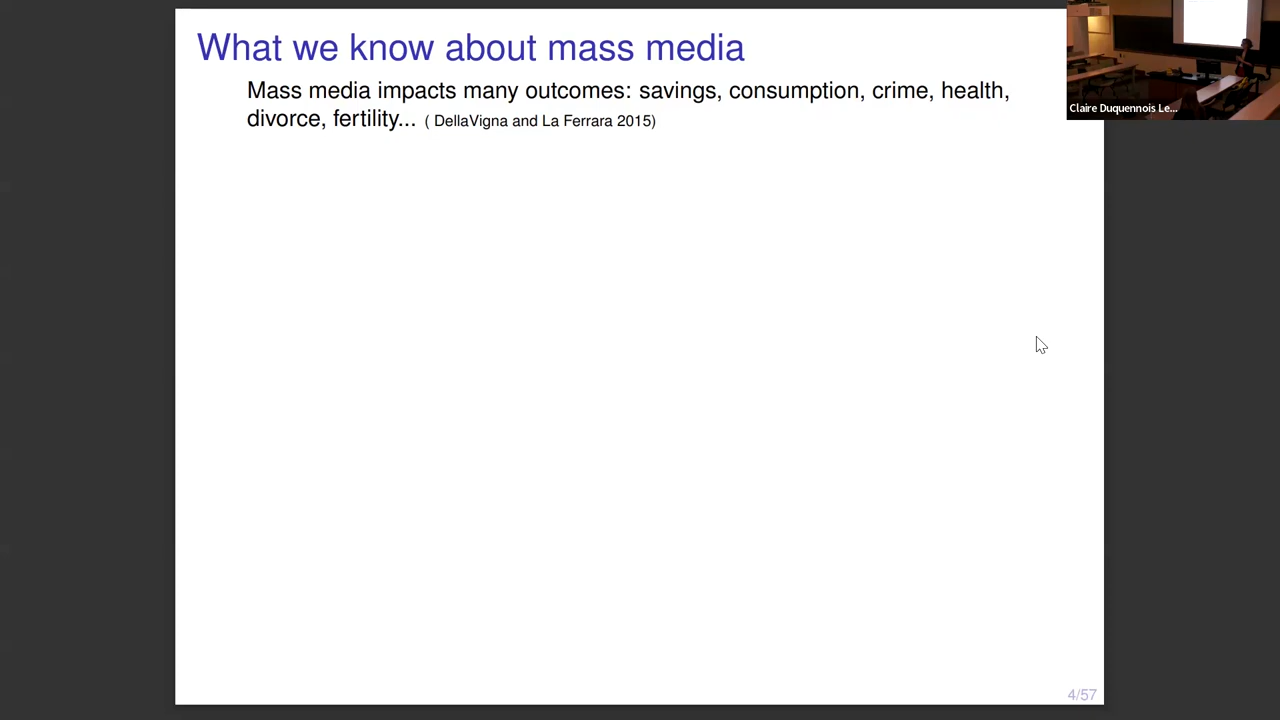 What we know about mass media
Mass media impacts many outcomes: savings, consumption, crime, health,
divorce, fertility... ( DellaVigna and La Ferrara 2015)
Claire Duquennois Le...
4/57